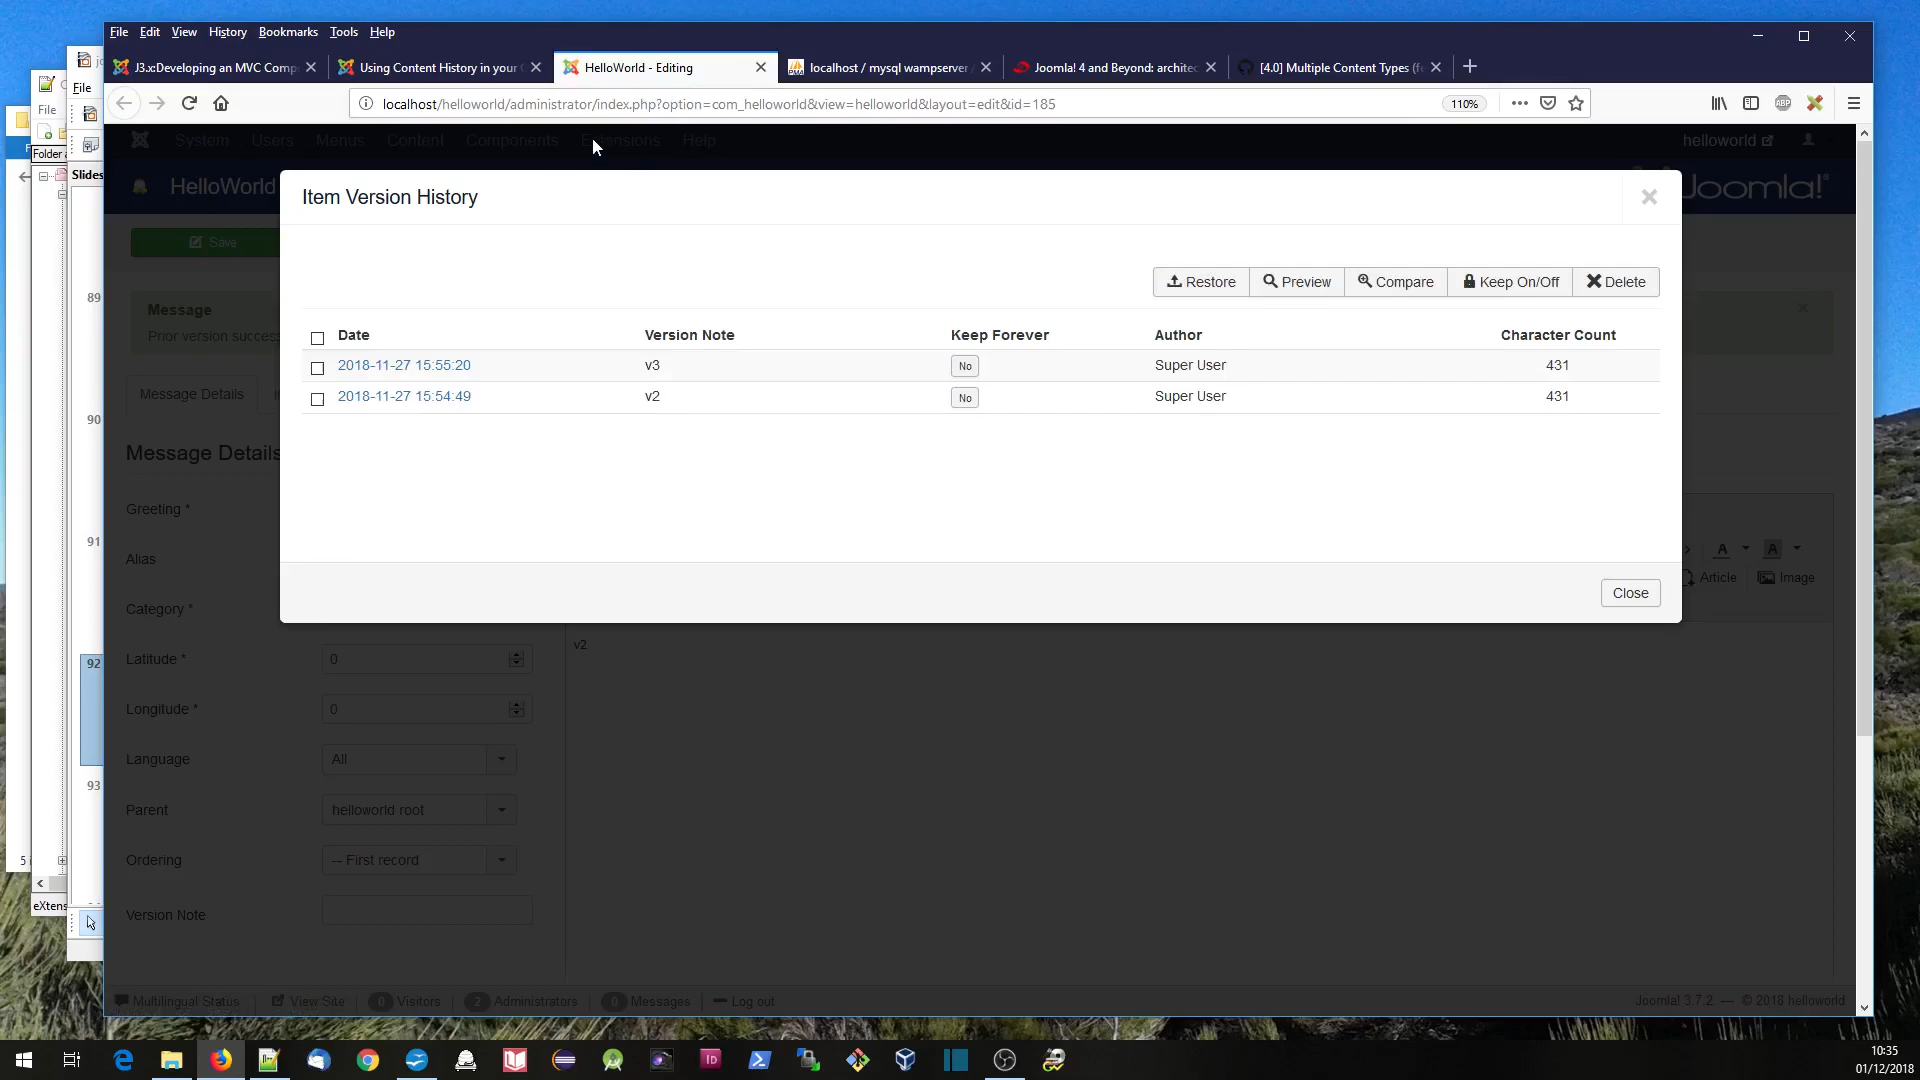 File Edit View History Bookmarks Tools Help
J3.x:Developing an MVC Comp
Using Content History in your
HelloWorld - Editing
localhost / mysql wampserver
Joomla! 4 and Beyond: architec
[4.0] Multiple Content Types (fe
File
localhost/helloworld/administrator/index.php?option=com_helloworld&view=helloworld&layout=edit&id=185
110%
ABP
File
System Users Menus Content Components Extensions Help
helloworld
Folder
Slides
HelloWorld
Joomla!
Item Version History
Save
Restore Preview Compare Keep On/Off Delete
89
Message
Prior version success
Date Version Note Keep Forever Author Character Count
2018-11-27 15:55:20 v3 No Super User 431
2018-11-27 15:54:49 v2 No Super User 431
Message Details
90
Message Details
Greeting *
91
Alias
A A
Article Image
Category *
Close
v2
92
Latitude * 0
Longitude * 0
Language All
93
Parent helloworld root
Ordering -- First record
5 i
eXtens
Version Note
Multilingual Status View Site 0 Visitors 2 Administrators 0 Messages Log out
Joomla! 3.7.2 — © 2018 helloworld
10:35
01/12/2018